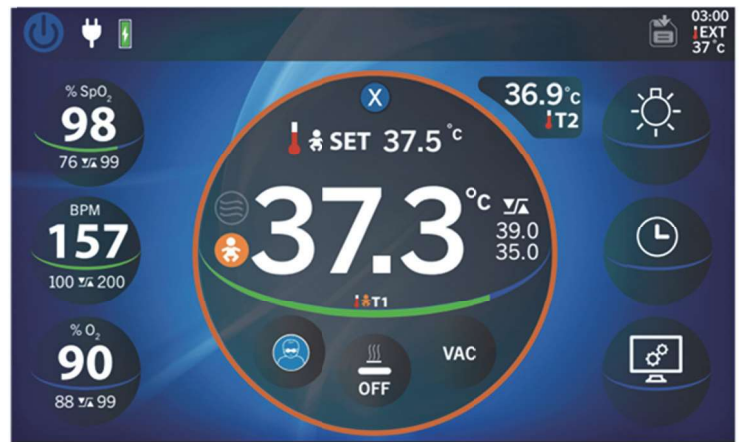 03:00
EXT
37 °C
% SpO₂
98
76 99
BPM
157
100 200
% O₂
90
88 99
X
SET 37.5 °C
37.3 °C
39.0
35.0
T1
OFF
VAC
36.9 °C
T2